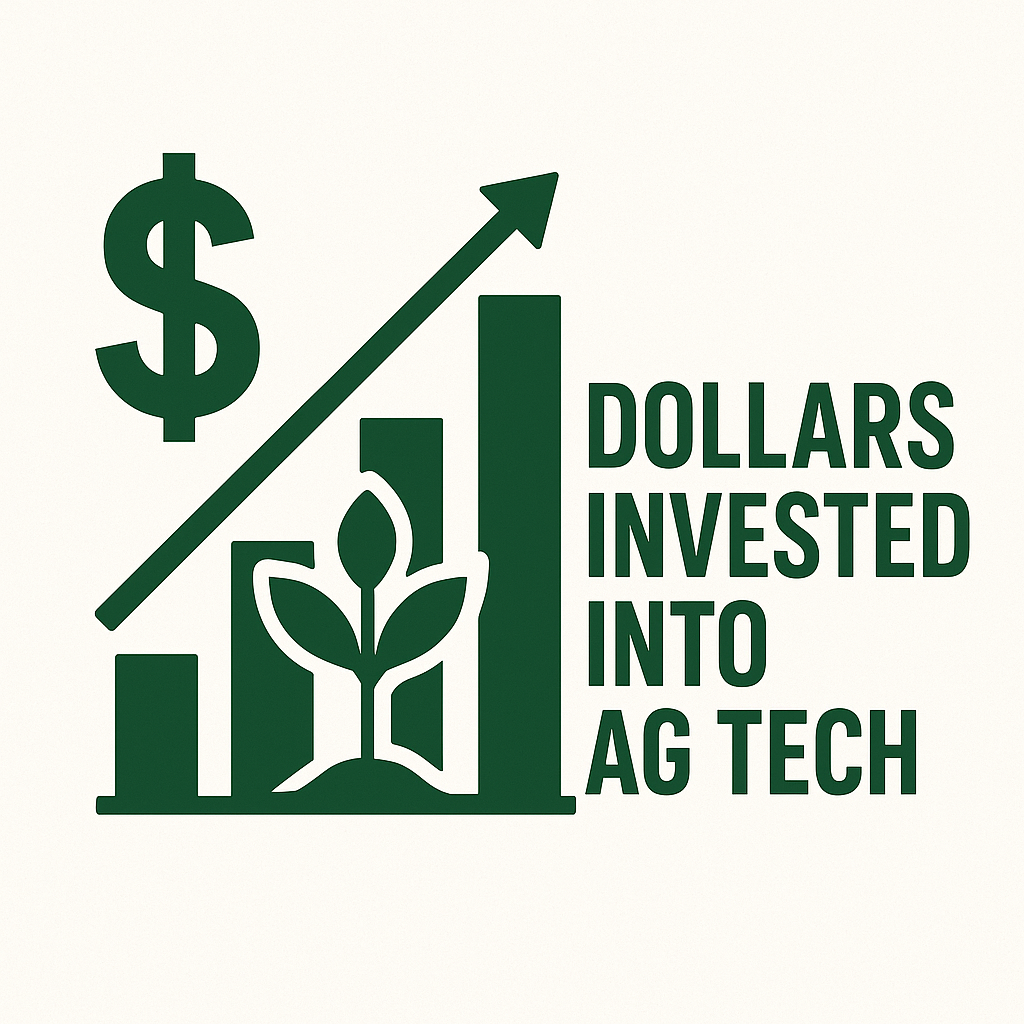 $
DOLLARS
INVESTED
INTO
AG TECH